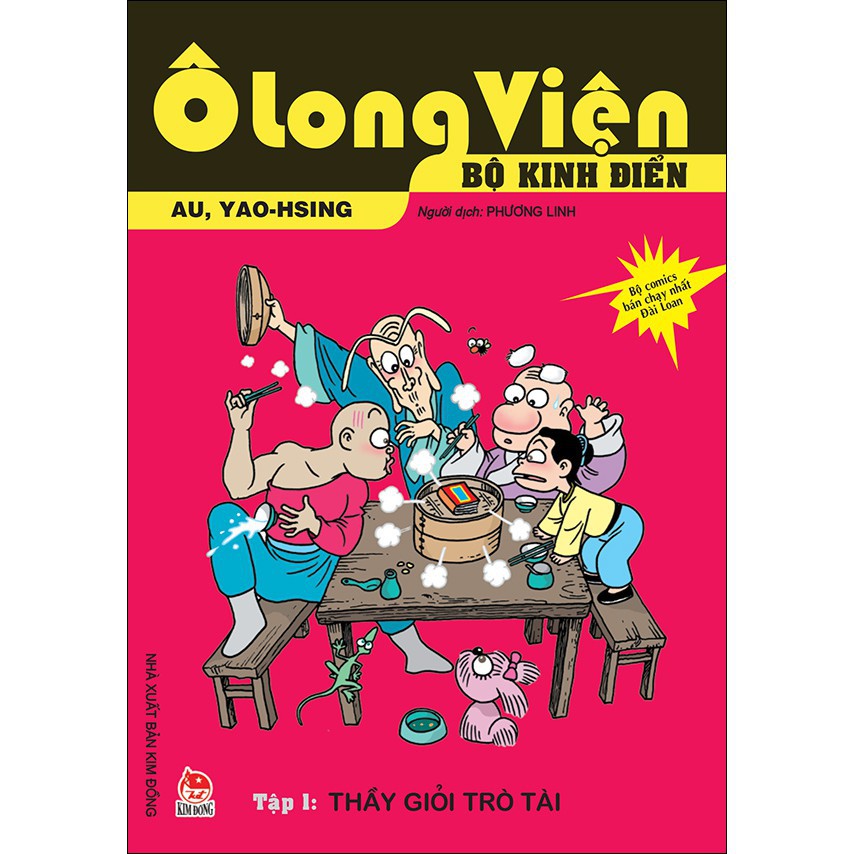 Ô Long Viện
BỘ KINH ĐIỂN
AU, YAO-HSING
Người dịch: PHƯƠNG LINH
Bộ comics
bán chạy nhất
Đài Loan
NHÀ XUẤT BẢN KIM ĐỒNG
KIM ĐỒNG
Tập 1: THẦY GIỎI TRÒ TÀI